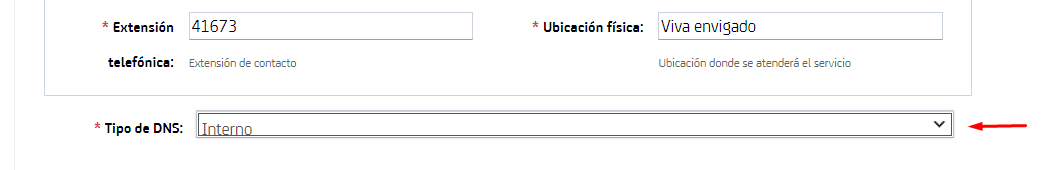 * Extensión
telefónica:
41673
Extensión de contacto
* Ubicación física:
Viva envigado
Ubicación donde se atenderá el servicio
* Tipo de DNS:
Interno